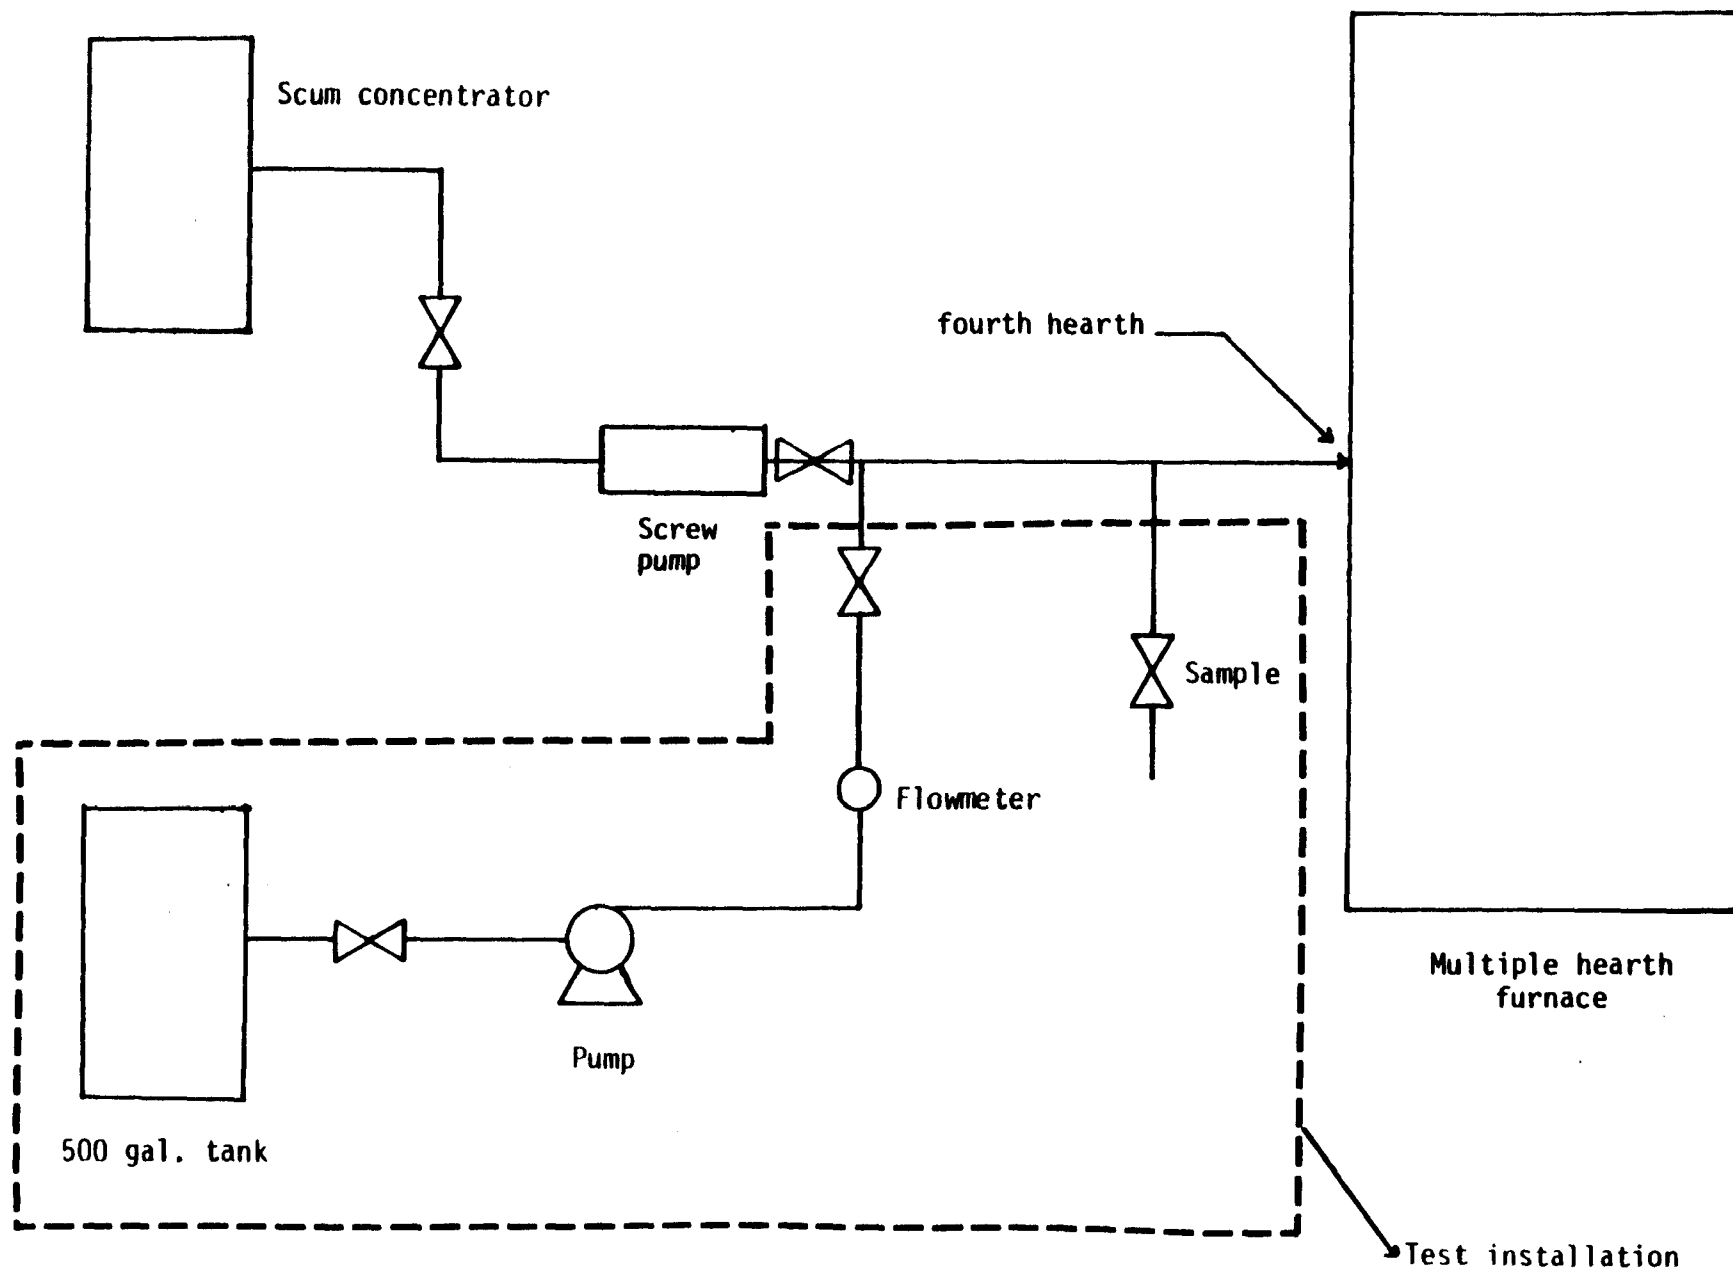 Scum concentrator
fourth hearth
Screw
pump
Sample
Flowmeter
Multiple hearth
furnace
Pump
500 gal. tank
Test installation